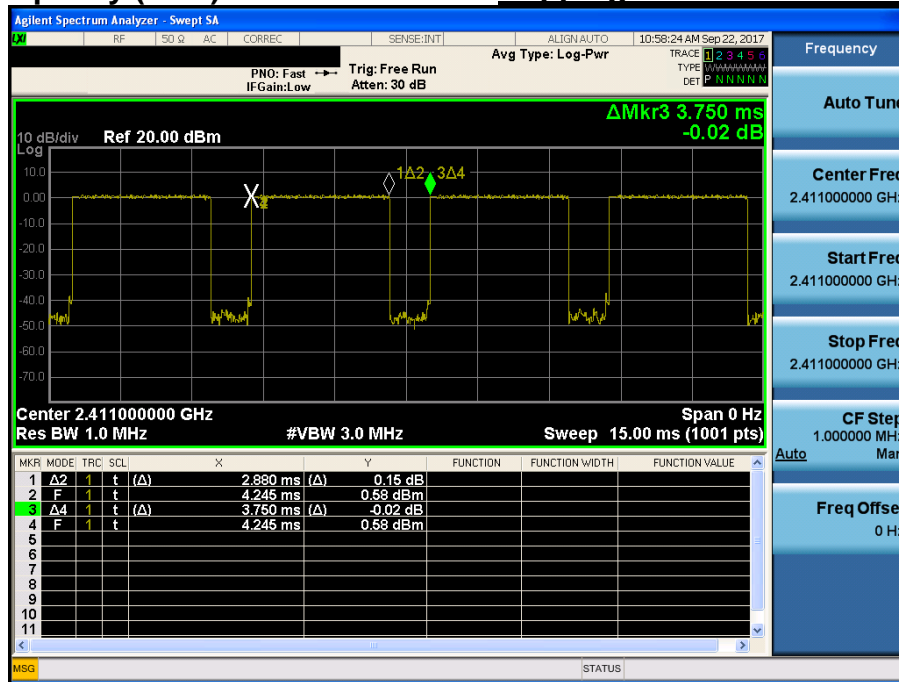 Agilent Spectrum Analyzer - Swept SA
LXI RF 50 Ω AC CORREC SENSE:INT ALIGN AUTO 10:58:24 AM Sep 22, 2017
Avg Type: Log-Pwr
TRACE 1 2 3 4 5 6
TYPE WWWWWW
DET P N N N N N
PNO: Fast
IFGain:Low
Trig: Free Run
Atten: 30 dB
Frequency
Auto Tune
Center Freq
2.411000000 GHz
Start Freq
2.411000000 GHz
Stop Freq
2.411000000 GHz
CF Step
1.000000 MHz
Auto Man
Freq Offset
0 Hz
ΔMkr3 3.750 ms
-0.02 dB
10 dB/div Ref 20.00 dBm
Log
10.0
0.00
-10.0
-20.0
-30.0
-40.0
-50.0
-60.0
-70.0
1Δ2 3Δ4
X
Center 2.411000000 GHz Span 0 Hz
Res BW 1.0 MHz #VBW 3.0 MHz Sweep 15.00 ms (1001 pts)
MKR MODE TRC SCL X Y FUNCTION FUNCTION WIDTH FUNCTION VALUE
1 Δ2 1 t (Δ) 2.880 ms (Δ) 0.15 dB
2 F 1 t 4.245 ms 0.58 dBm
3 Δ4 1 t (Δ) 3.750 ms (Δ) -0.02 dB
4 F 1 t 4.245 ms 0.58 dBm
5
6
7
8
9
10
11
MSG STATUS